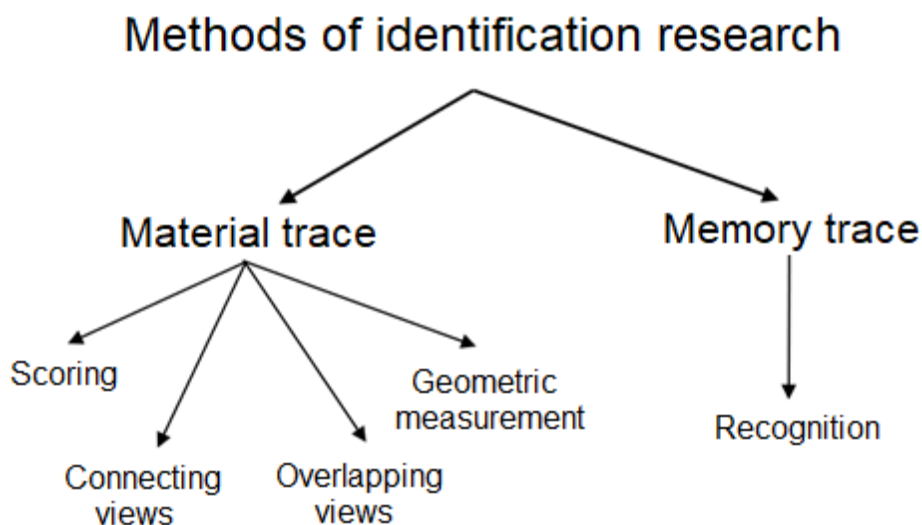 Methods of identification research
Material trace
Memory trace
Scoring
Geometric
measurement
Recognition
Connecting
views
Overlapping
views